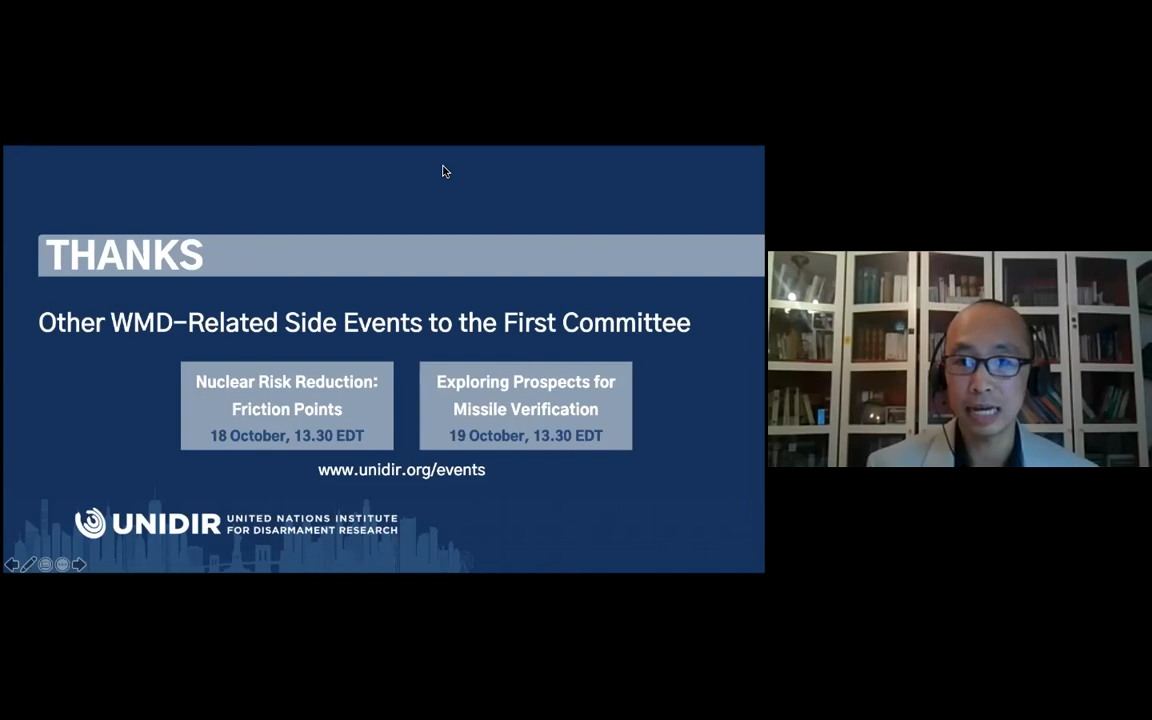 THANKS
Other WMD-Related Side Events to the First Committee
Nuclear Risk Reduction:
Friction Points
18 October, 13.30 EDT
Exploring Prospects for
Missile Verification
19 October, 13.30 EDT
www.unidir.org/events
UNIDIR
UNITED NATIONS INSTITUTE
FOR DISARMAMENT RESEARCH